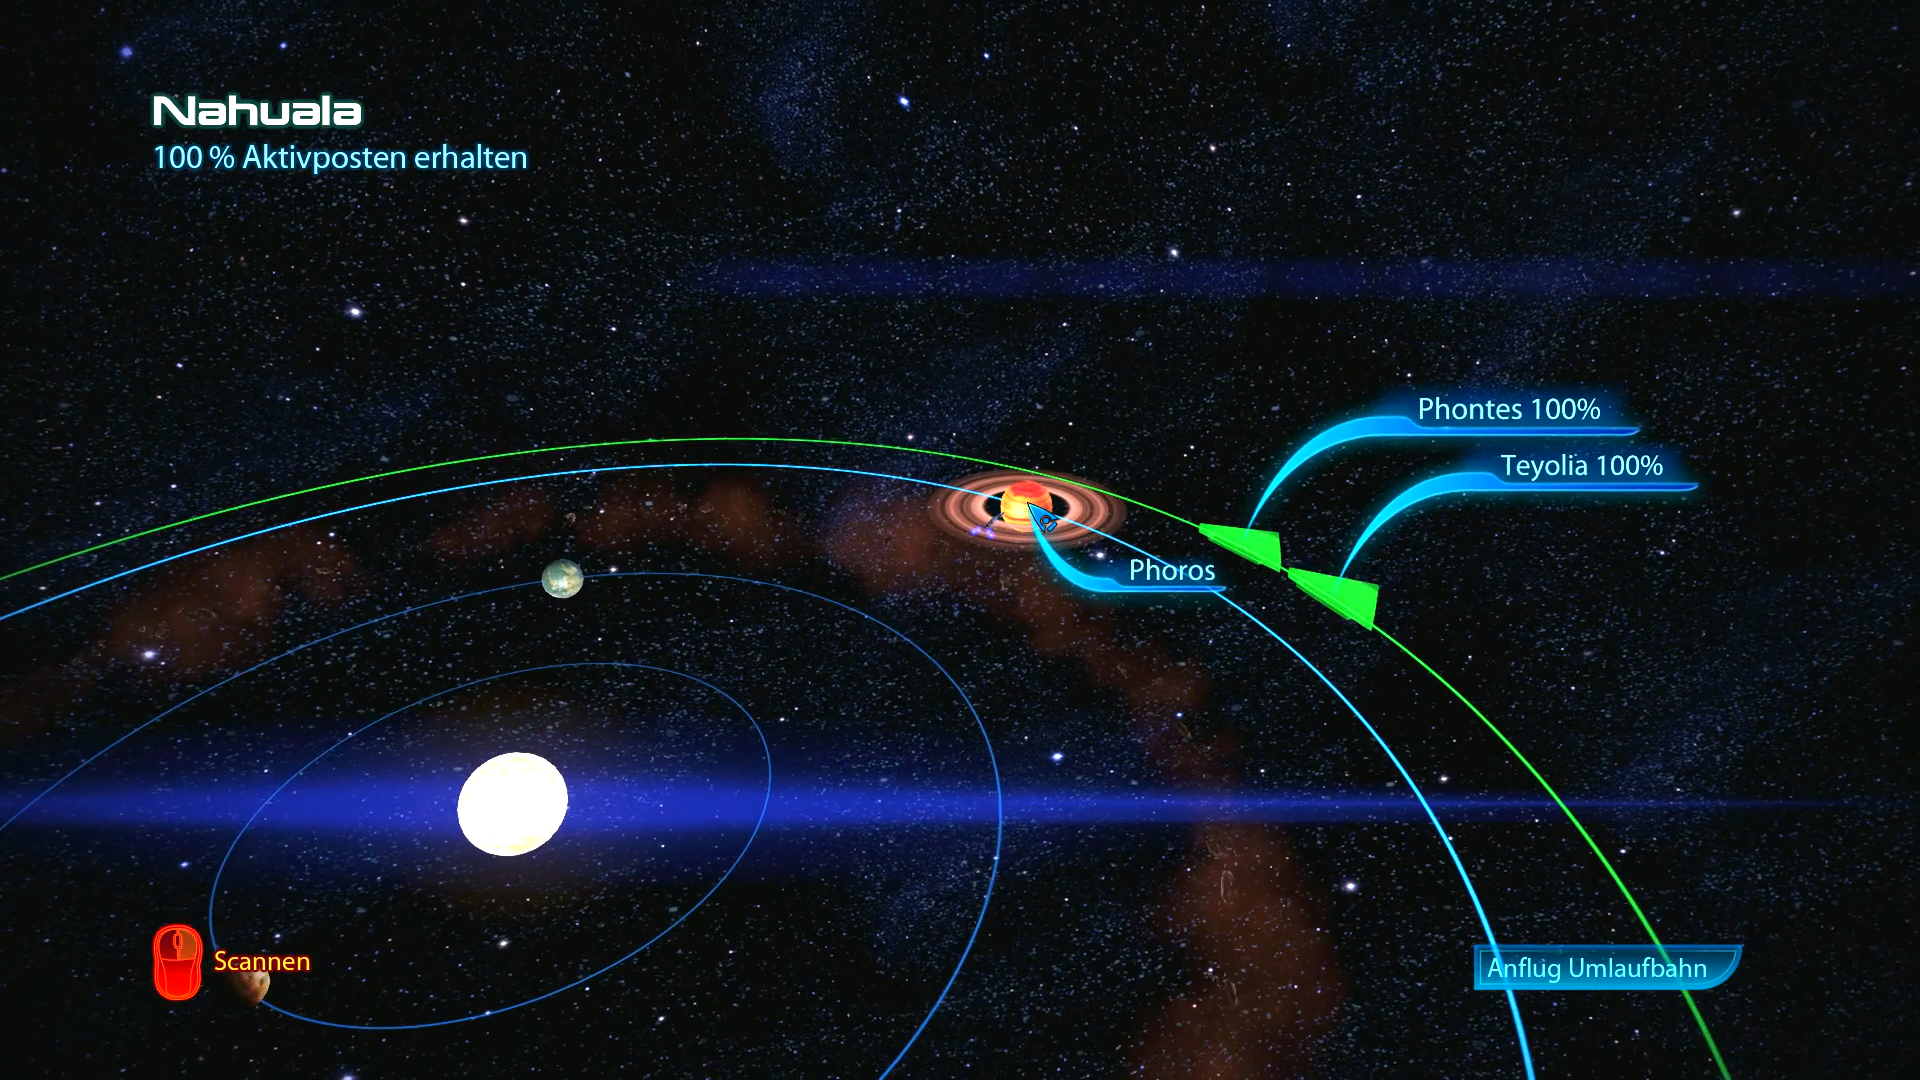 Nahuala
100 % Aktivposten erhalten
Phontes 100%
Teyolia 100%
Phoros
Scannen
Anflug Umlaufbahn